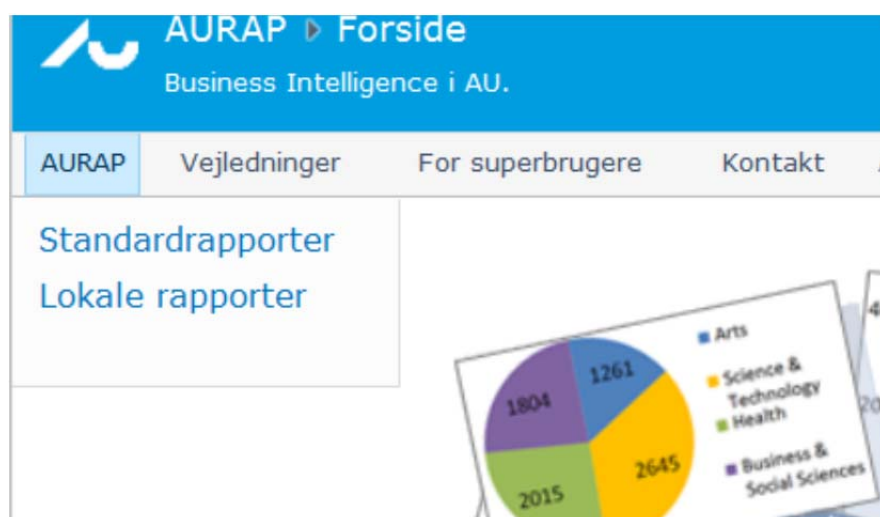 AURAP ▸ Forside
Business Intelligence i AU.
AURAP Vejledninger For superbrugere Kontakt
Standardrapporter
Lokale rapporter
1804 1261
2015 2645
Arts
Science &
Technology
Health
Business &
Social Sciences